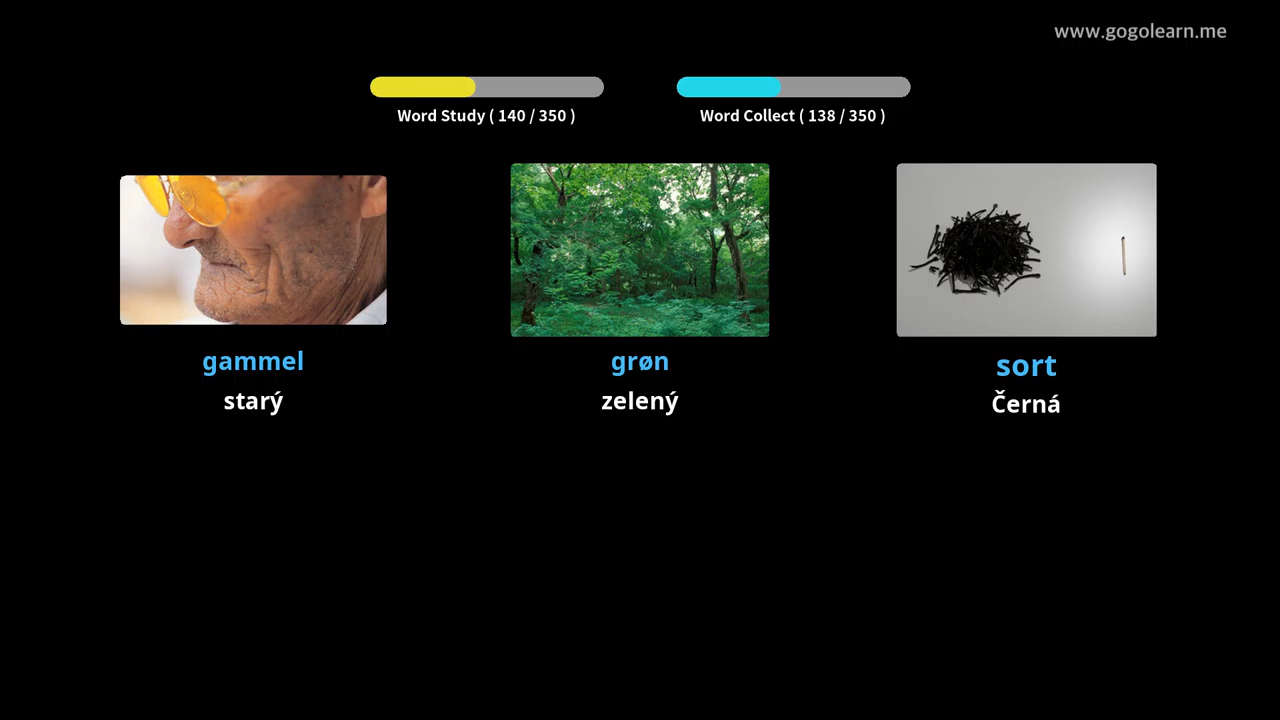 www.gogolearn.me
Word Study ( 140 / 350 )
Word Collect ( 138 / 350 )
gammel
starý
grøn
zelený
sort
Černá